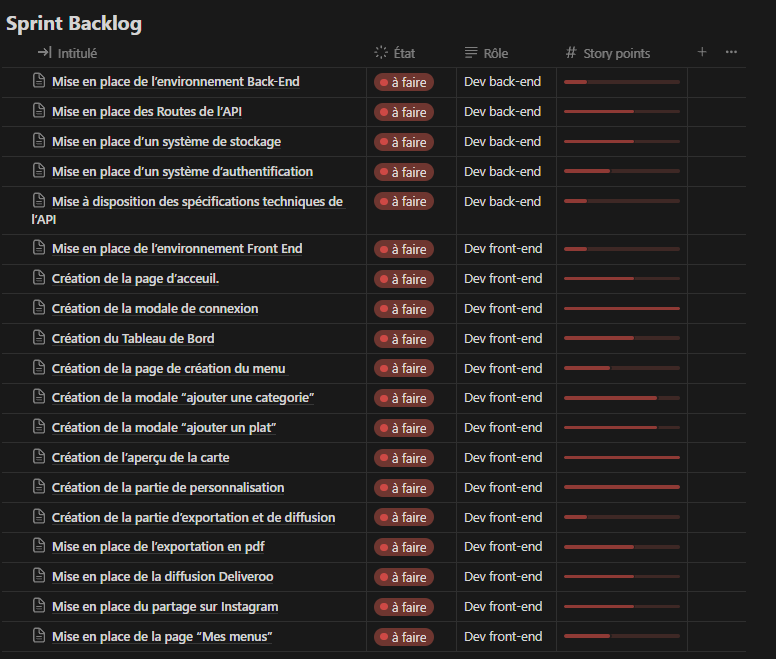 Sprint Backlog
Intitulé État Rôle # Story points + ...
Mise en place de l'environnement Back-End à faire Dev back-end
Mise en place des Routes de l'API à faire Dev back-end
Mise en place d'un système de stockage à faire Dev back-end
Mise en place d'un système d'authentification à faire Dev back-end
Mise à disposition des spécifications techniques de à faire Dev back-end
l'API
Mise en place de l'environnement Front End à faire Dev front-end
Création de la page d'acceuil. à faire Dev front-end
Création de la modale de connexion à faire Dev front-end
Création du Tableau de Bord à faire Dev front-end
Création de la page de création du menu à faire Dev front-end
Création de la modale “ajouter une categorie” à faire Dev front-end
Création de la modale “ajouter un plat” à faire Dev front-end
Création de l'aperçu de la carte à faire Dev front-end
Création de la partie de personnalisation à faire Dev front-end
Création de la partie d'exportation et de diffusion à faire Dev front-end
Mise en place de l'exportation en pdf à faire Dev front-end
Mise en place de la diffusion Deliveroo à faire Dev front-end
Mise en place du partage sur Instagram à faire Dev front-end
Mise en place de la page “Mes menus” à faire Dev front-end